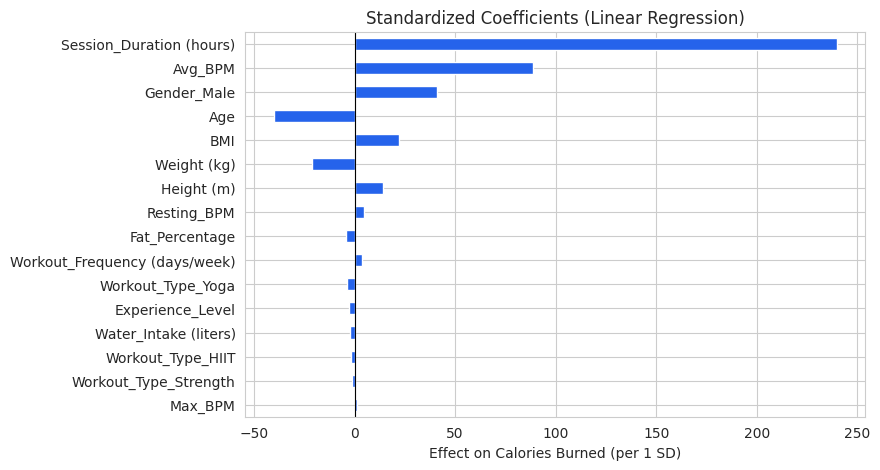 Standardized Coefficients (Linear Regression)
Session_Duration (hours)
Avg_BPM
Gender_Male
Age
BMI
Weight (kg)
Height (m)
Resting_BPM
Fat_Percentage
Workout_Frequency (days/week)
Workout_Type_Yoga
Experience_Level
Water_Intake (liters)
Workout_Type_HIIT
Workout_Type_Strength
Max_BPM
−50 0 50 100 150 200 250
Effect on Calories Burned (per 1 SD)